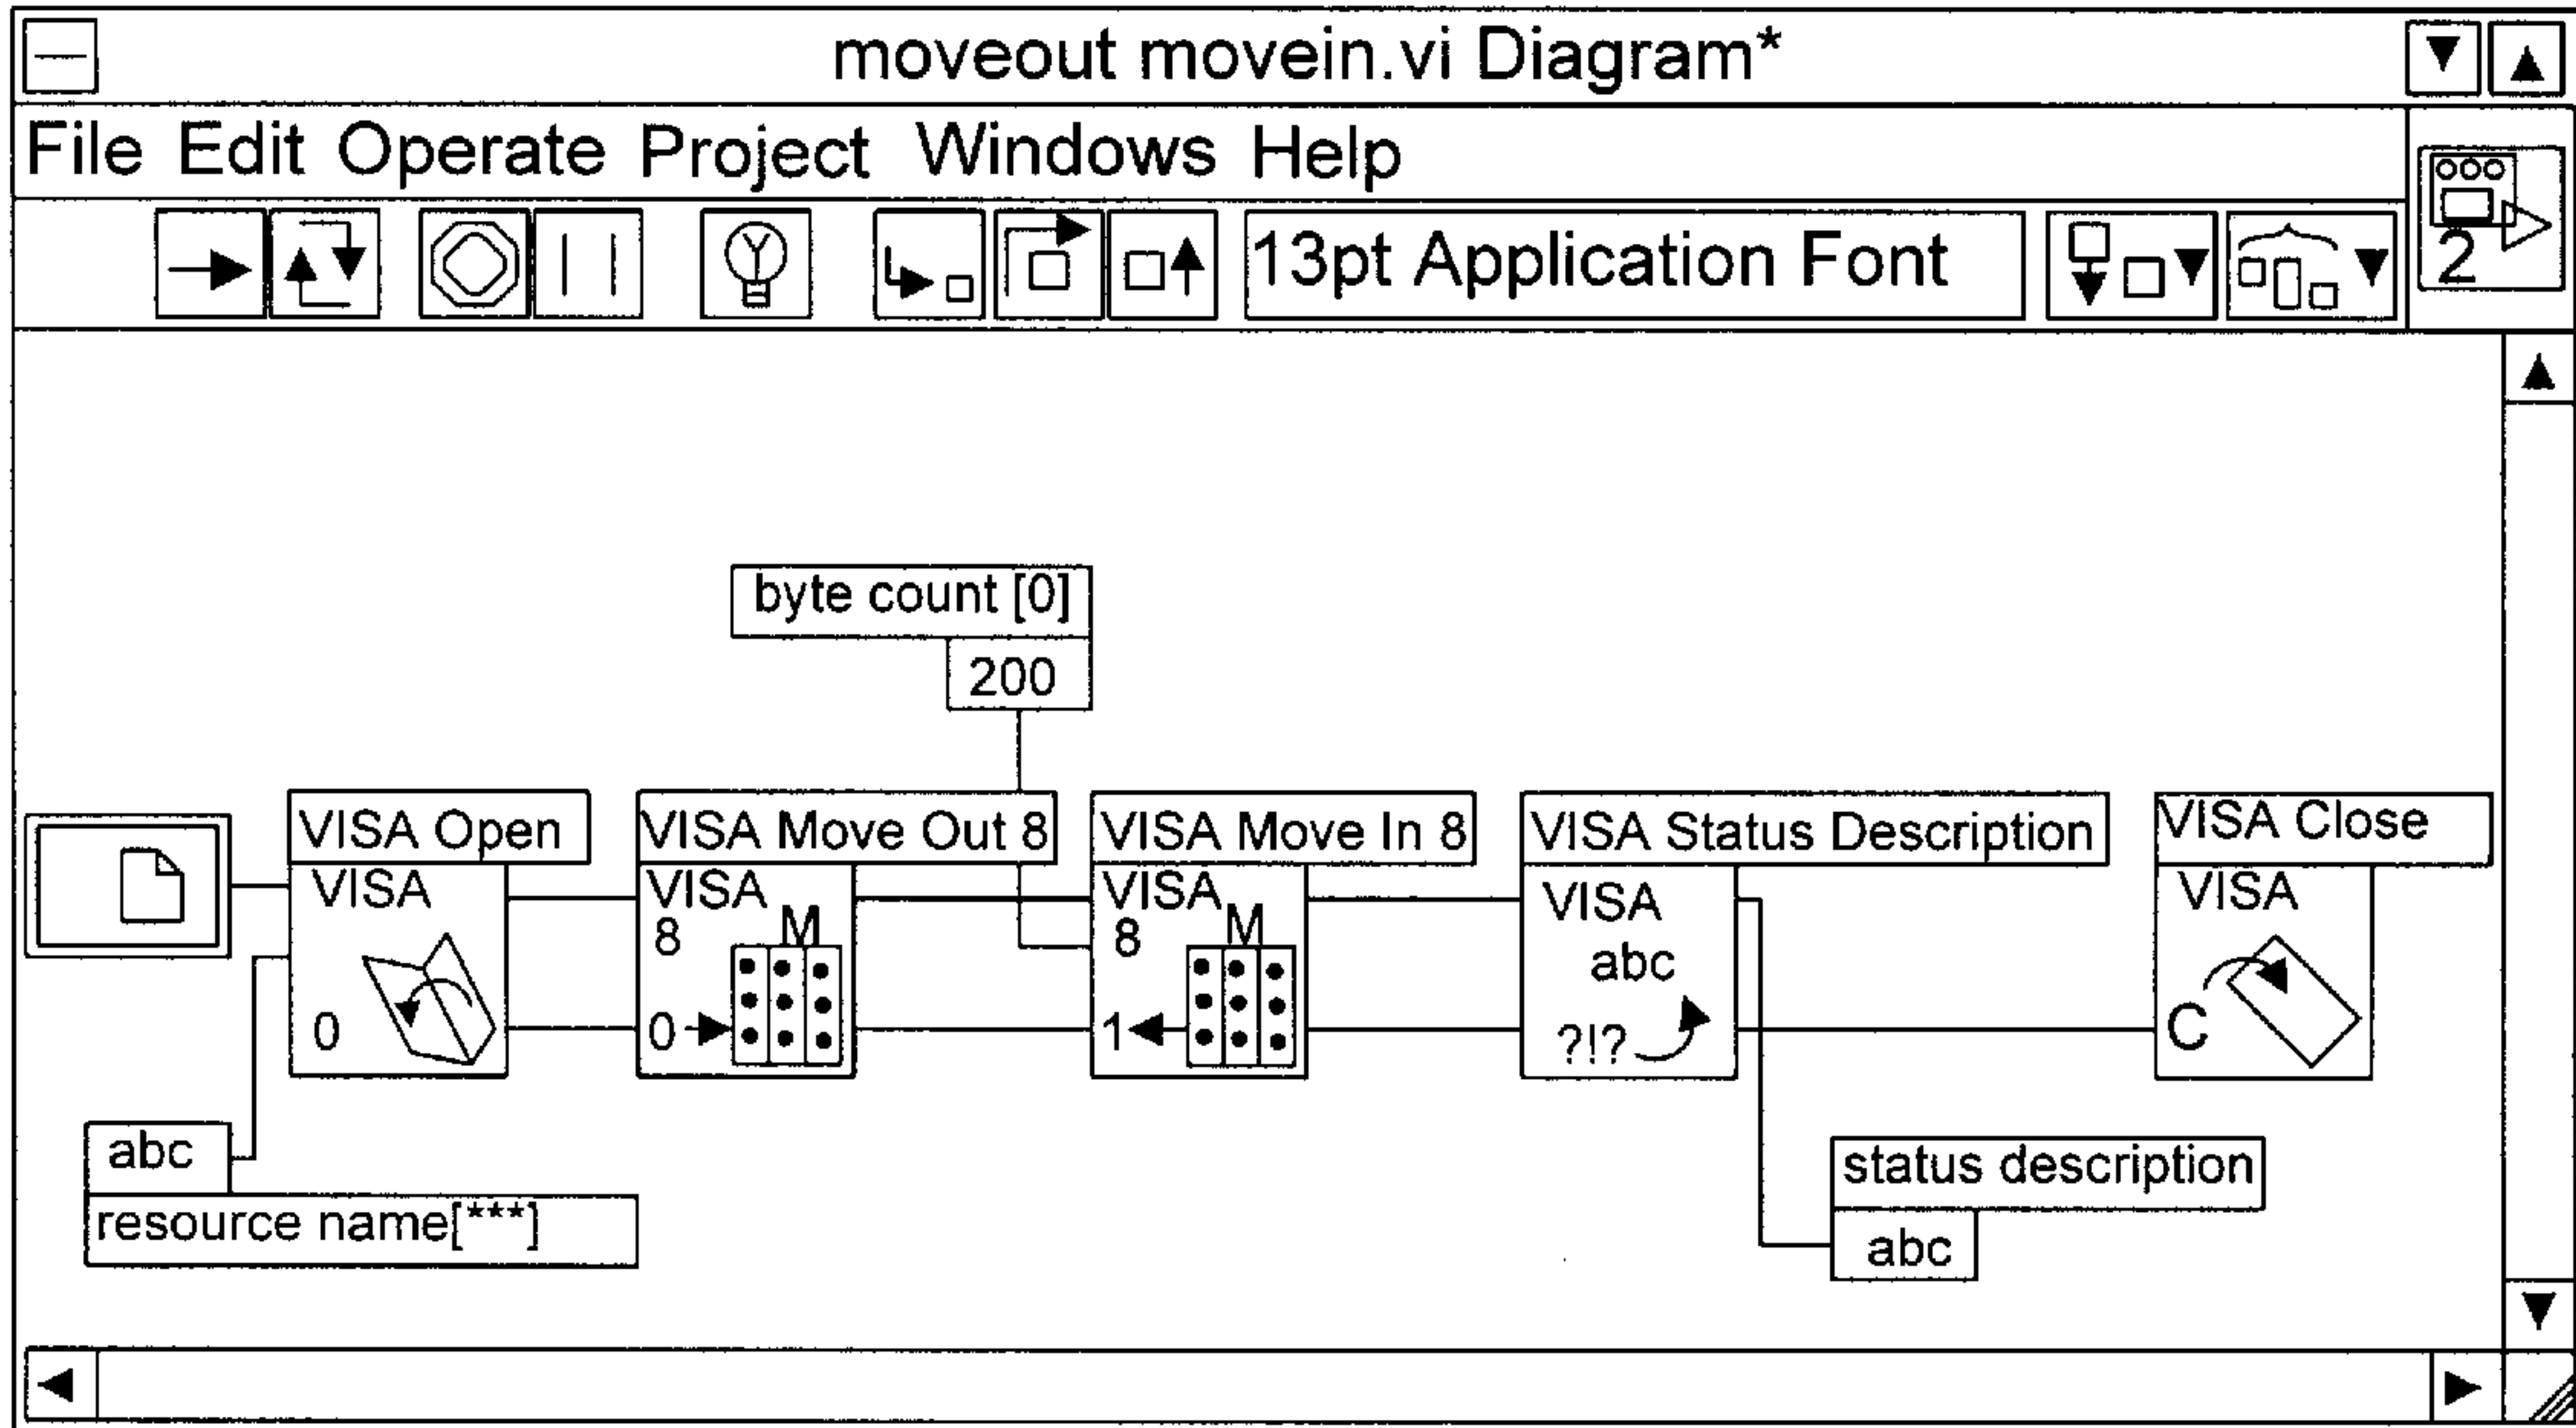 moveout movein.vi Diagram*
File Edit Operate Project Windows Help
13pt Application Font
2
byte count [0]
200
VISA Open
VISA Move Out 8
VISA Move In 8
VISA Status Description
VISA Close
VISA
0
VISA
8
M
0
VISA
8
M
1
VISA
abc
?!?
VISA
C
abc
resource name[***]
status description
abc